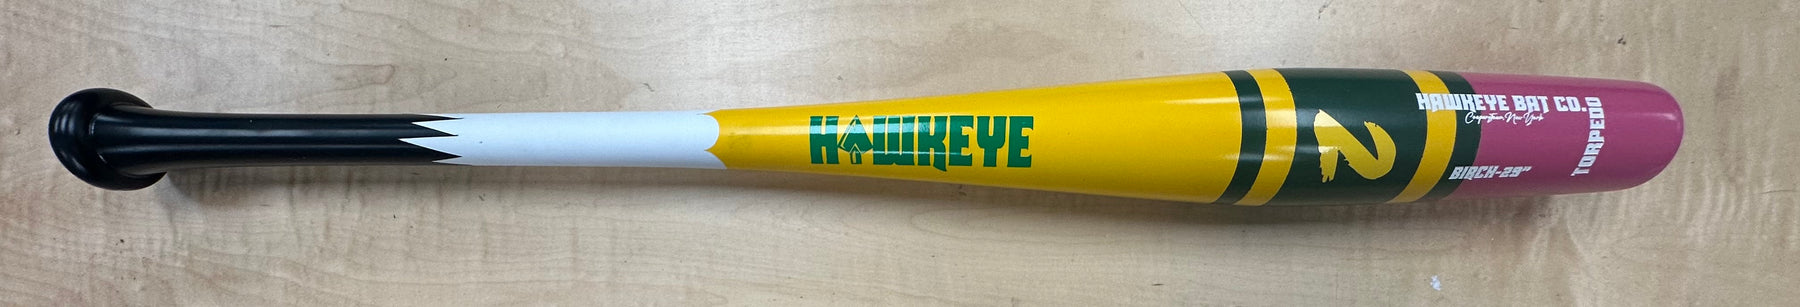 HAWKEYE
2
HAWKEYE BAT CO.
Cooperstown, New York
BIRCH-29"
TORPEDO